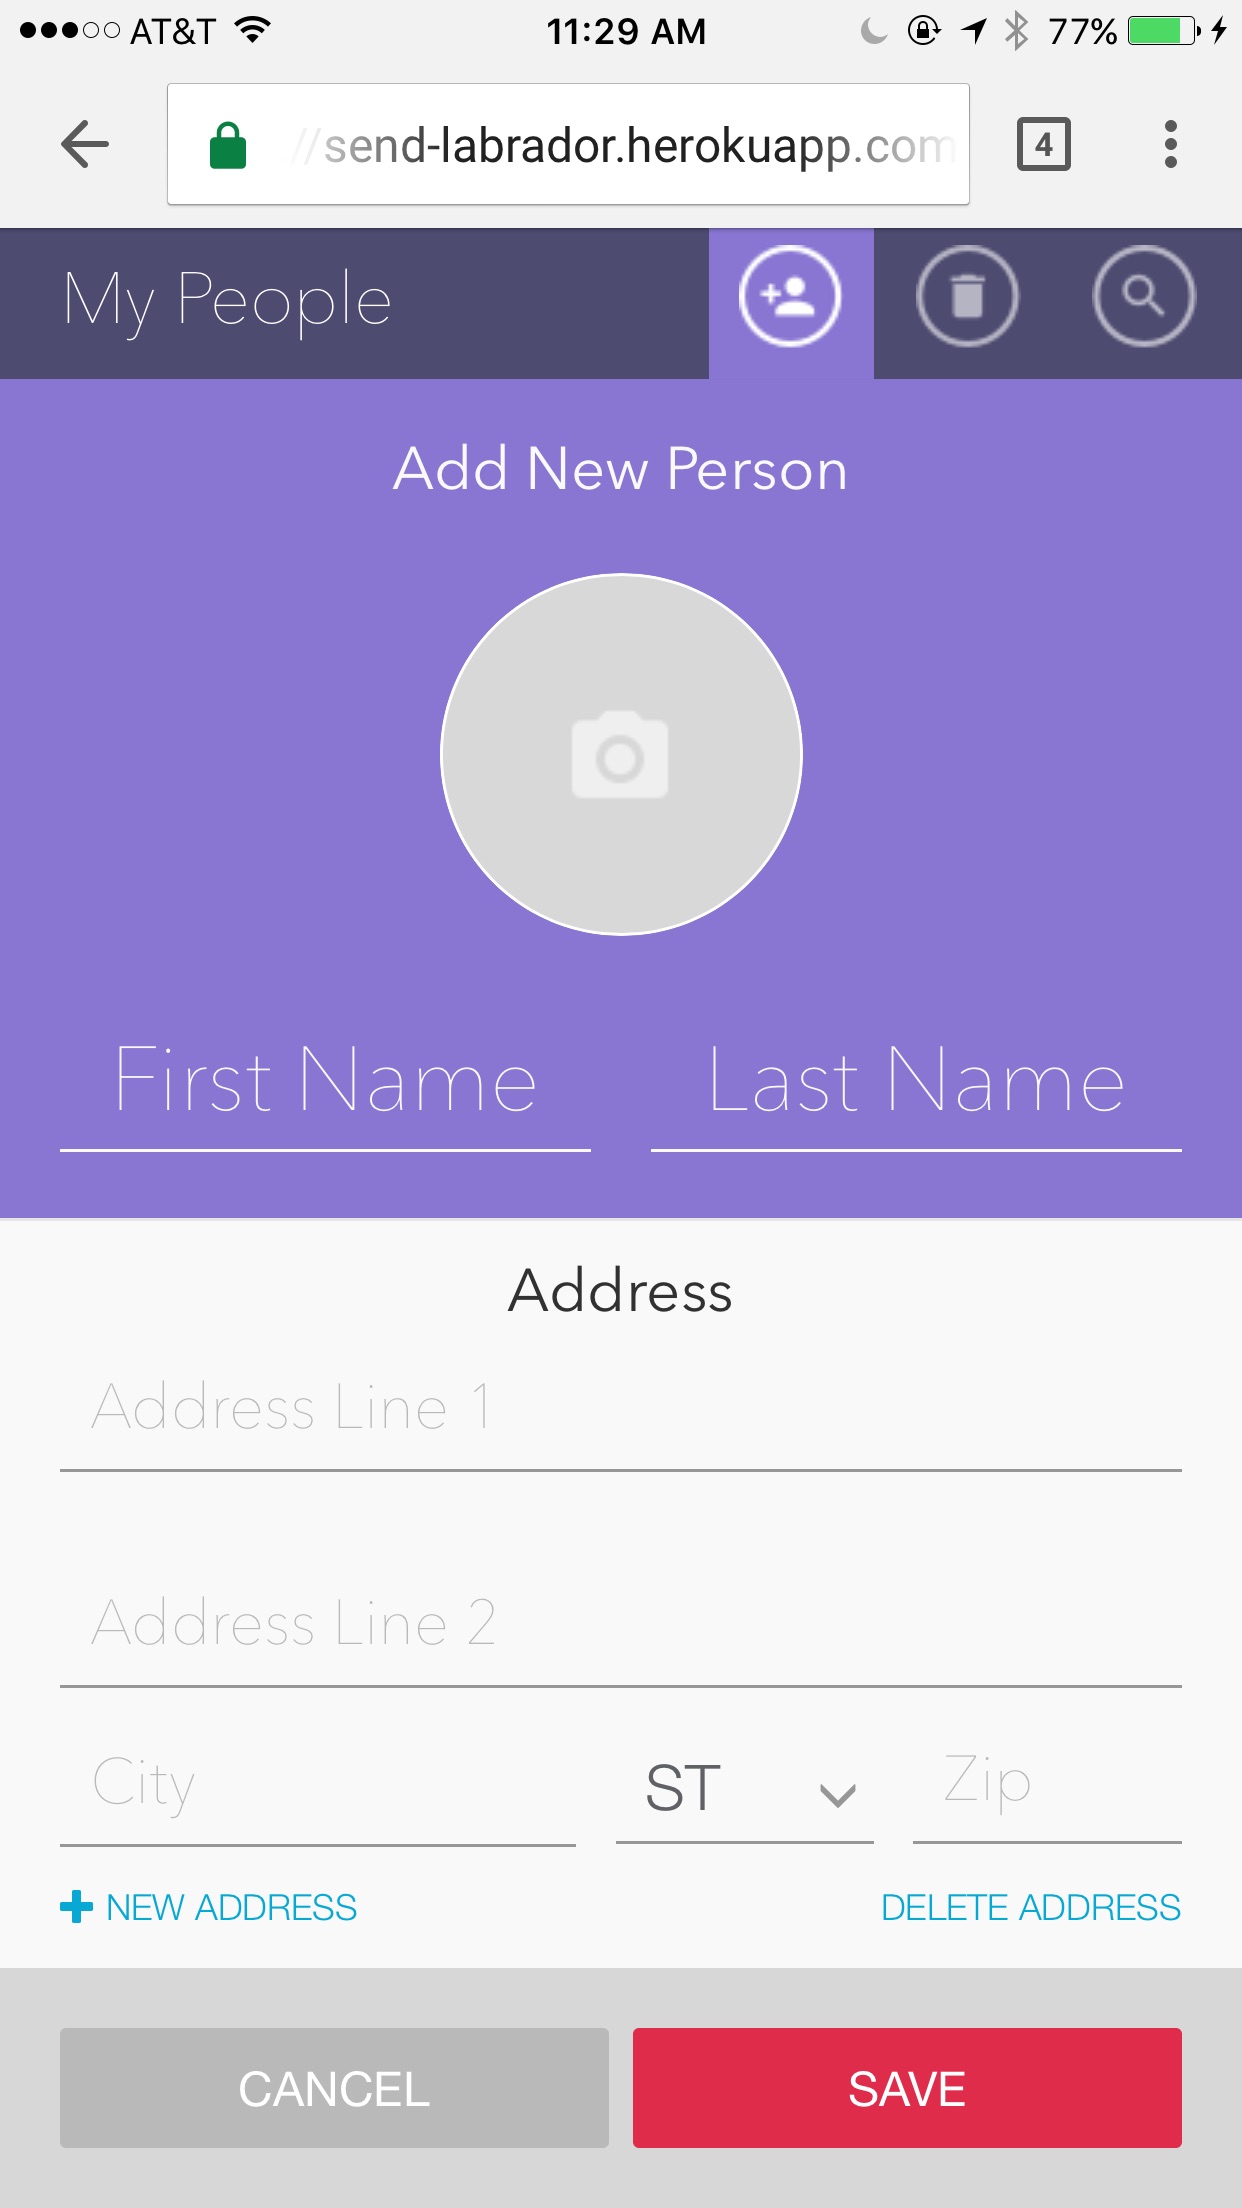 AT&T 11:29 AM 77%
//send-labrador.herokuapp.com
4
My People
Add New Person
First Name Last Name
Address
Address Line 1
Address Line 2
City ST Zip
NEW ADDRESS DELETE ADDRESS
CANCEL SAVE